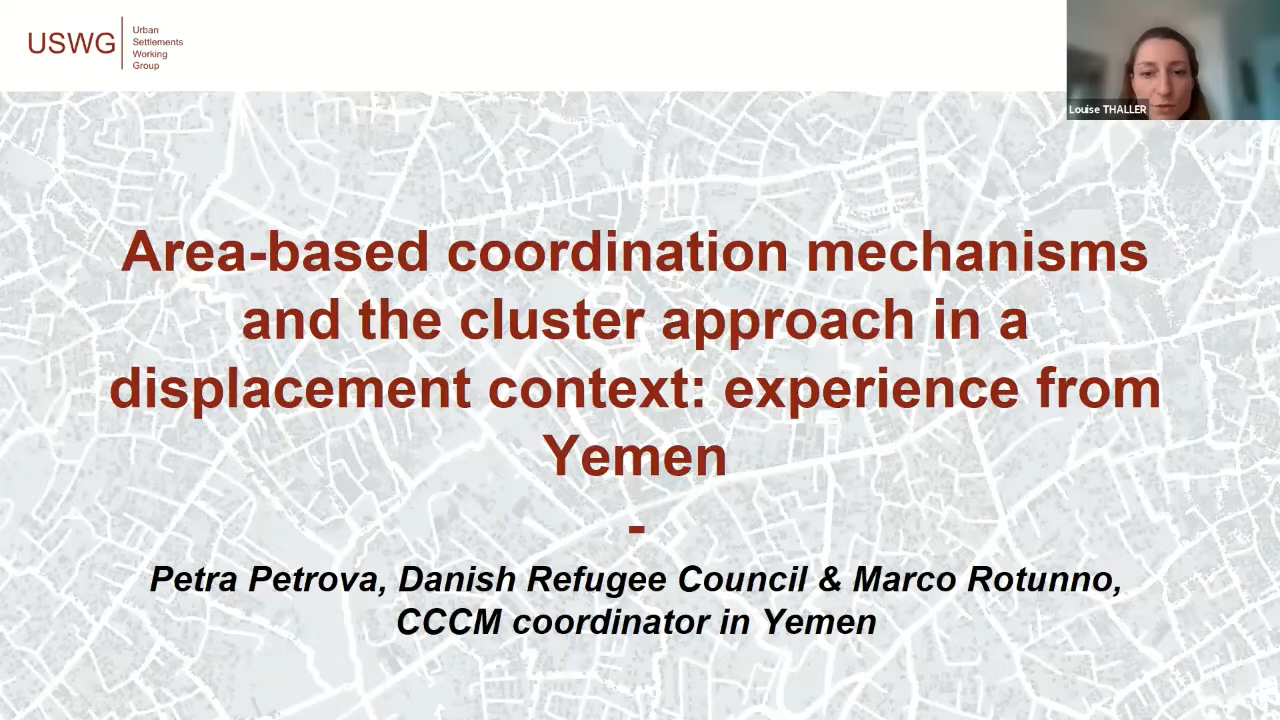 USWG
Urban
Settlements
Working
Group
Louise THALLER
Area-based coordination mechanisms
and the cluster approach in a
displacement context: experience from
Yemen
-
Petra Petrova, Danish Refugee Council & Marco Rotunno,
CCCM coordinator in Yemen